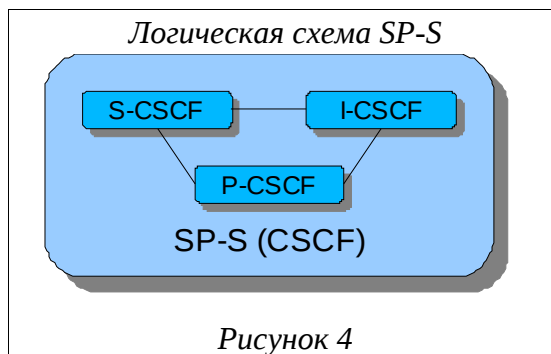 Логическая схема SP-S
S-CSCF
I-CSCF
P-CSCF
SP-S (CSCF)
Рисунок 4